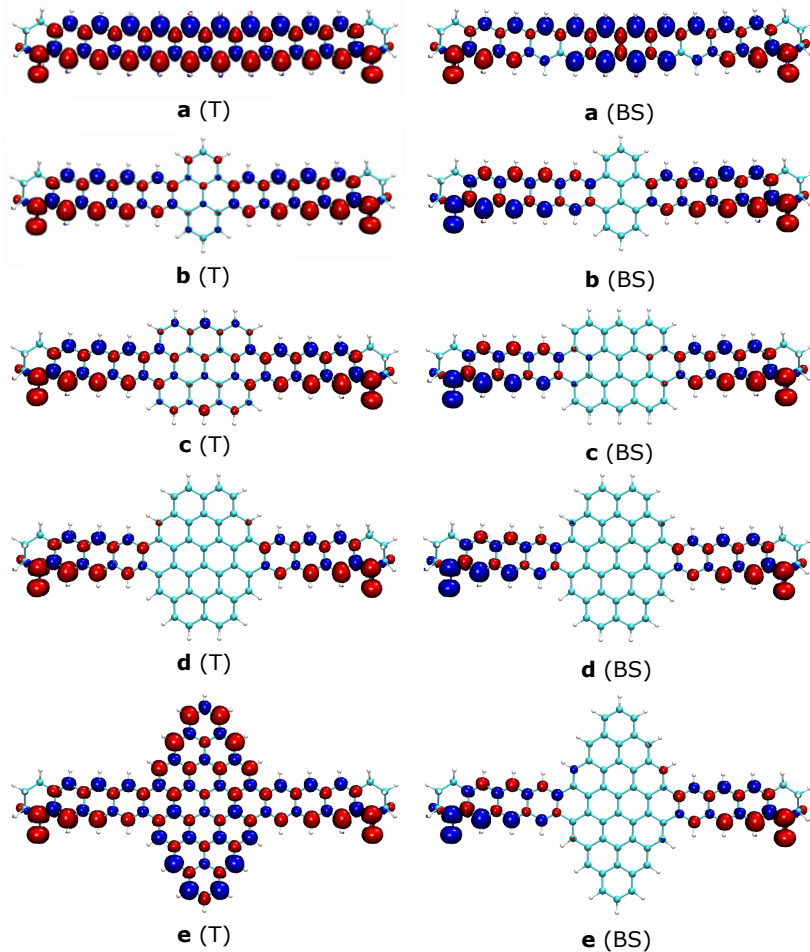 a (T)
a (BS)
b (T)
b (BS)
c (T)
c (BS)
d (T)
d (BS)
e (T)
e (BS)